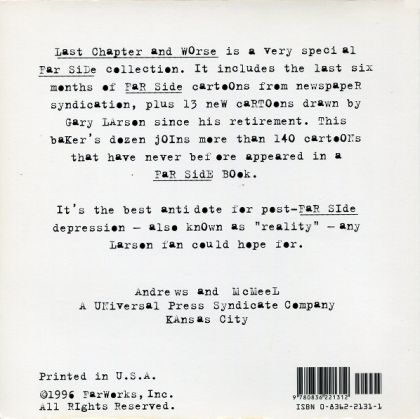 Last Chapter and WOrse is a very special
Far SiDe collection. It includes the last six
months of FaR Side cartoOns from newspapeR
syndication, plus 13 neW CaRTOons drawn by
Gary LArson since his retirement. This
baKer's dozen jOIns more than 140 cartoONs
that have never before appeared in a
FaR SidE BOok.
It's the best antidote for post-FaR SIde
depression – also knOwn as "reality" – any
Larson fan could hope for.
Andrews and McMeeL
A UNiversal Press Syndicate Company
KAnsas City
Printed in U.S.A.
©1996 FarWorks, Inc.
All RIghts Reserved.
9 780836 221312
ISBN 0-8362-2131-1